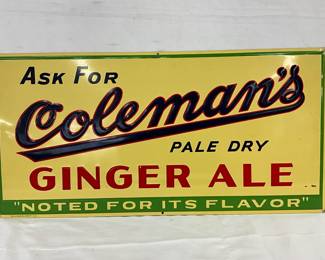 Ask For
Coleman's
PALE DRY
GINGER ALE
"NOTED FOR ITS FLAVOR"